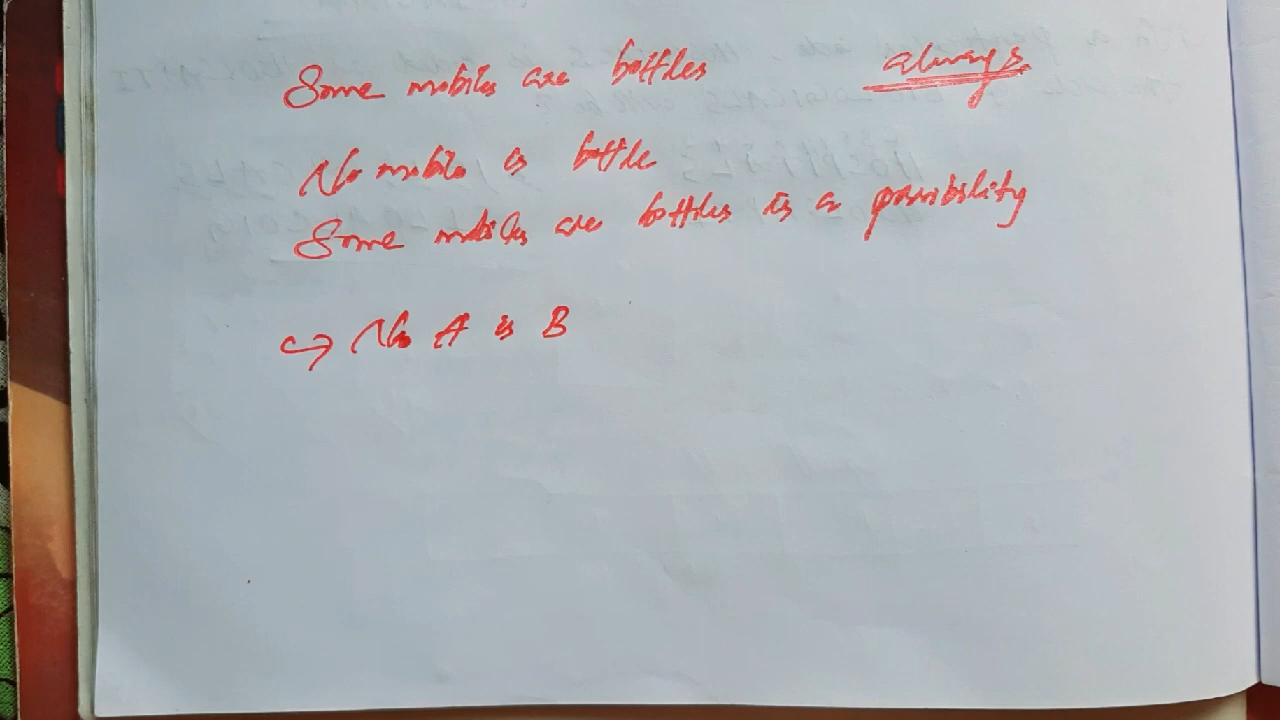 Some mobiles are bottles always
No mobile is bottle
Some mobiles are bottles is a possibility
↪ No A is B